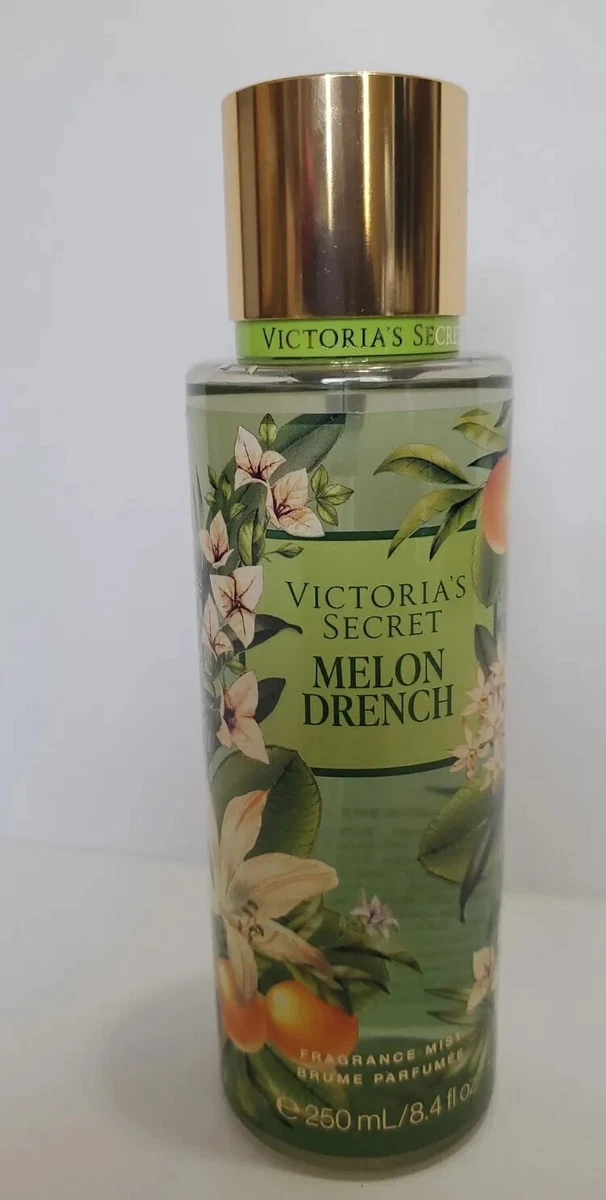 VICTORIA'S SECRE
VICTORIA'S
SECRET
MELON
DRENCH
FRAGRANCE MIST
BRUME PARFUMÉE
℮ 250 mL/8.4 fl oz